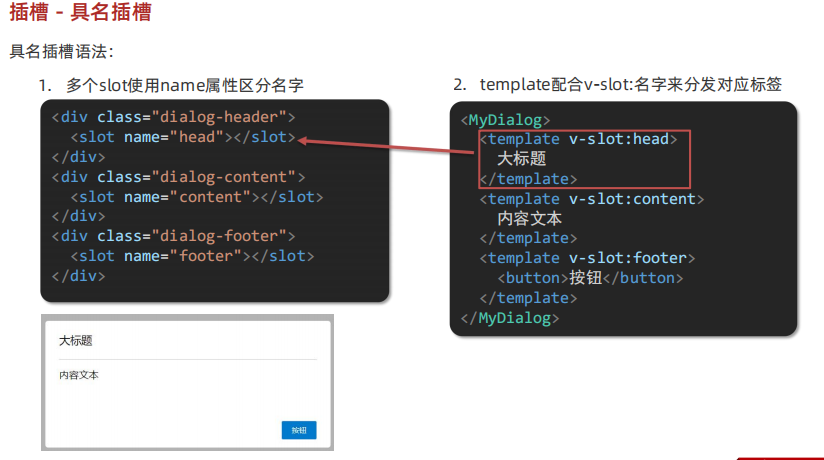 插槽 - 具名插槽
具名插槽语法：
1. 多个slot使用name属性区分名字
<div class="dialog-header">
<slot name="head"></slot>
</div>
<div class="dialog-content">
<slot name="content"></slot>
</div>
<div class="dialog-footer">
<slot name="footer"></slot>
</div>
大标题
内容文本
按钮
2. template配合v-slot:名字来分发对应标签
<MyDialog>
<template v-slot:head>
大标题
</template>
<template v-slot:content>
内容文本
</template>
<template v-slot:footer>
<button>按钮</button>
</template>
</MyDialog>